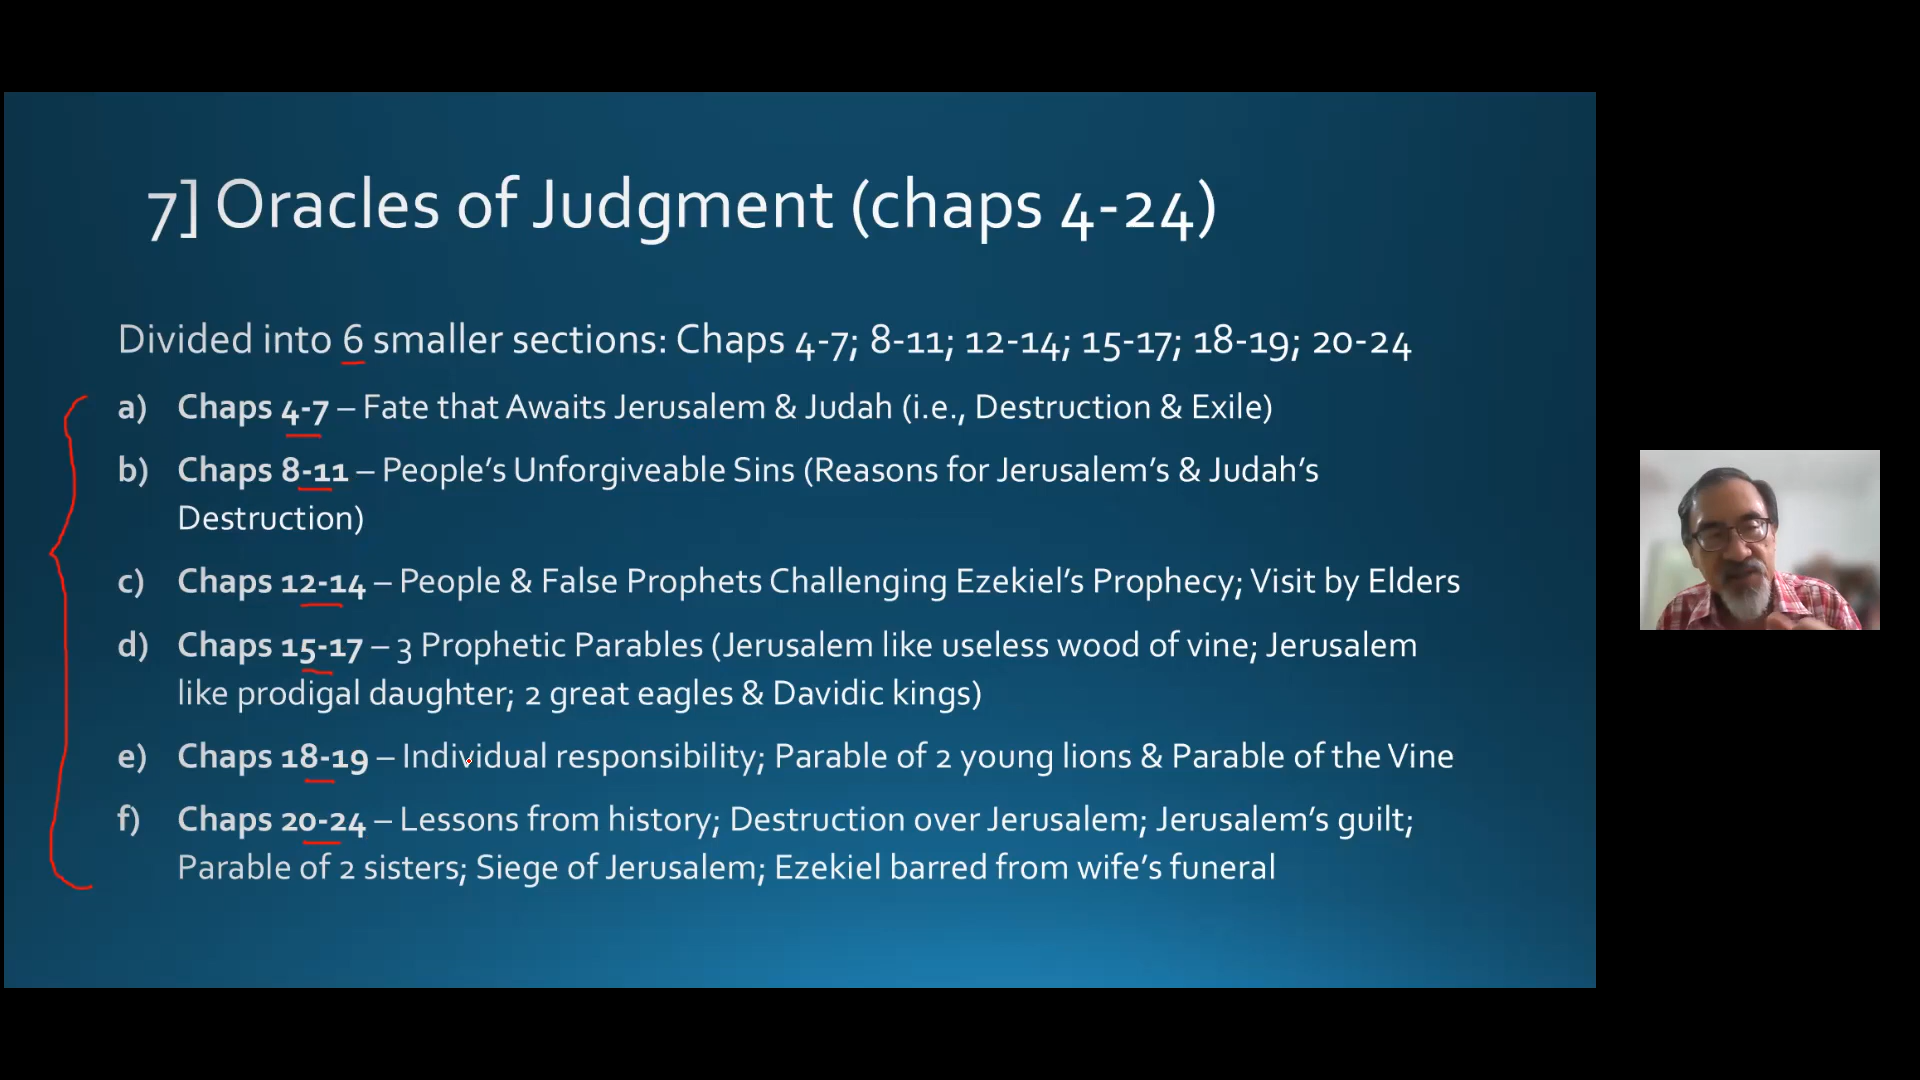 7] Oracles of Judgment (chaps 4-24)
Divided into 6 smaller sections: Chaps 4-7; 8-11; 12-14; 15-17; 18-19; 20-24
a) Chaps 4-7 – Fate that Awaits Jerusalem & Judah (i.e., Destruction & Exile)
b) Chaps 8-11 – People’s Unforgiveable Sins (Reasons for Jerusalem’s & Judah’s
Destruction)
c) Chaps 12-14 – People & False Prophets Challenging Ezekiel’s Prophecy; Visit by Elders
d) Chaps 15-17 – 3 Prophetic Parables (Jerusalem like useless wood of vine; Jerusalem
like prodigal daughter; 2 great eagles & Davidic kings)
e) Chaps 18-19 – Individual responsibility; Parable of 2 young lions & Parable of the Vine
f) Chaps 20-24 – Lessons from history; Destruction over Jerusalem; Jerusalem’s guilt;
Parable of 2 sisters; Siege of Jerusalem; Ezekiel barred from wife’s funeral